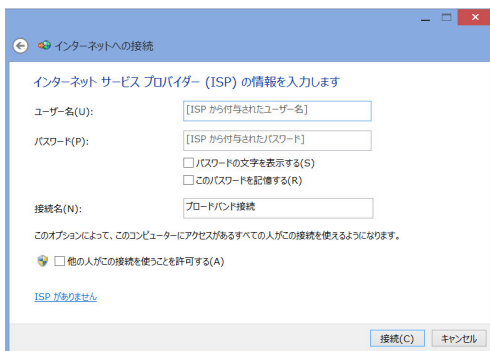 インターネットへの接続
インターネット サービス プロバイダー (ISP) の情報を入力します
ユーザー名(U):
[ISP から付与されたユーザー名]
パスワード(P):
[ISP から付与されたパスワード]
パスワードの文字を表示する(S)
このパスワードを記憶する(R)
接続名(N):
ブロードバンド接続
このオプションによって、このコンピューターにアクセスがあるすべての人がこの接続を使えるようになります。
他の人がこの接続を使うことを許可する(A)
ISP がありません
接続(C)
キャンセル